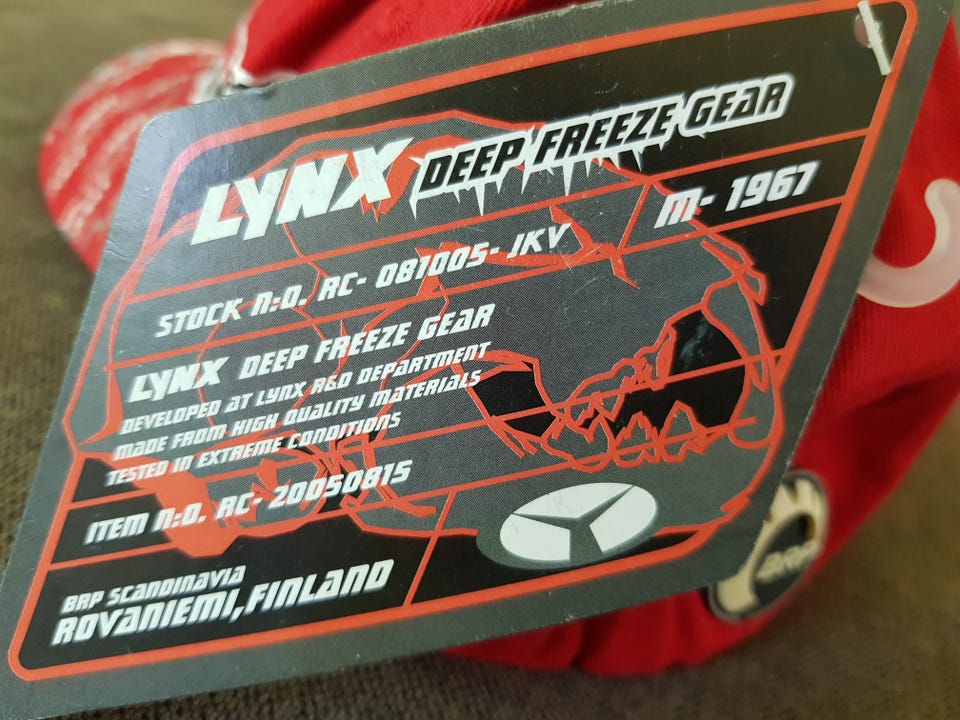 LYNX DEEP FREEZE GEAR
M- 1967
STOCK N:O. RC- 081005- JKV
LYNX DEEP FREEZE GEAR
DEVELOPED AT LYNX R&D DEPARTMENT
MADE FROM HIGH QUALITY MATERIALS
TESTED IN EXTREME CONDITIONS
ITEM N:O. RC- 20050815
BRP SCANDINAVIA
ROVANIEMI, FINLAND
BRP